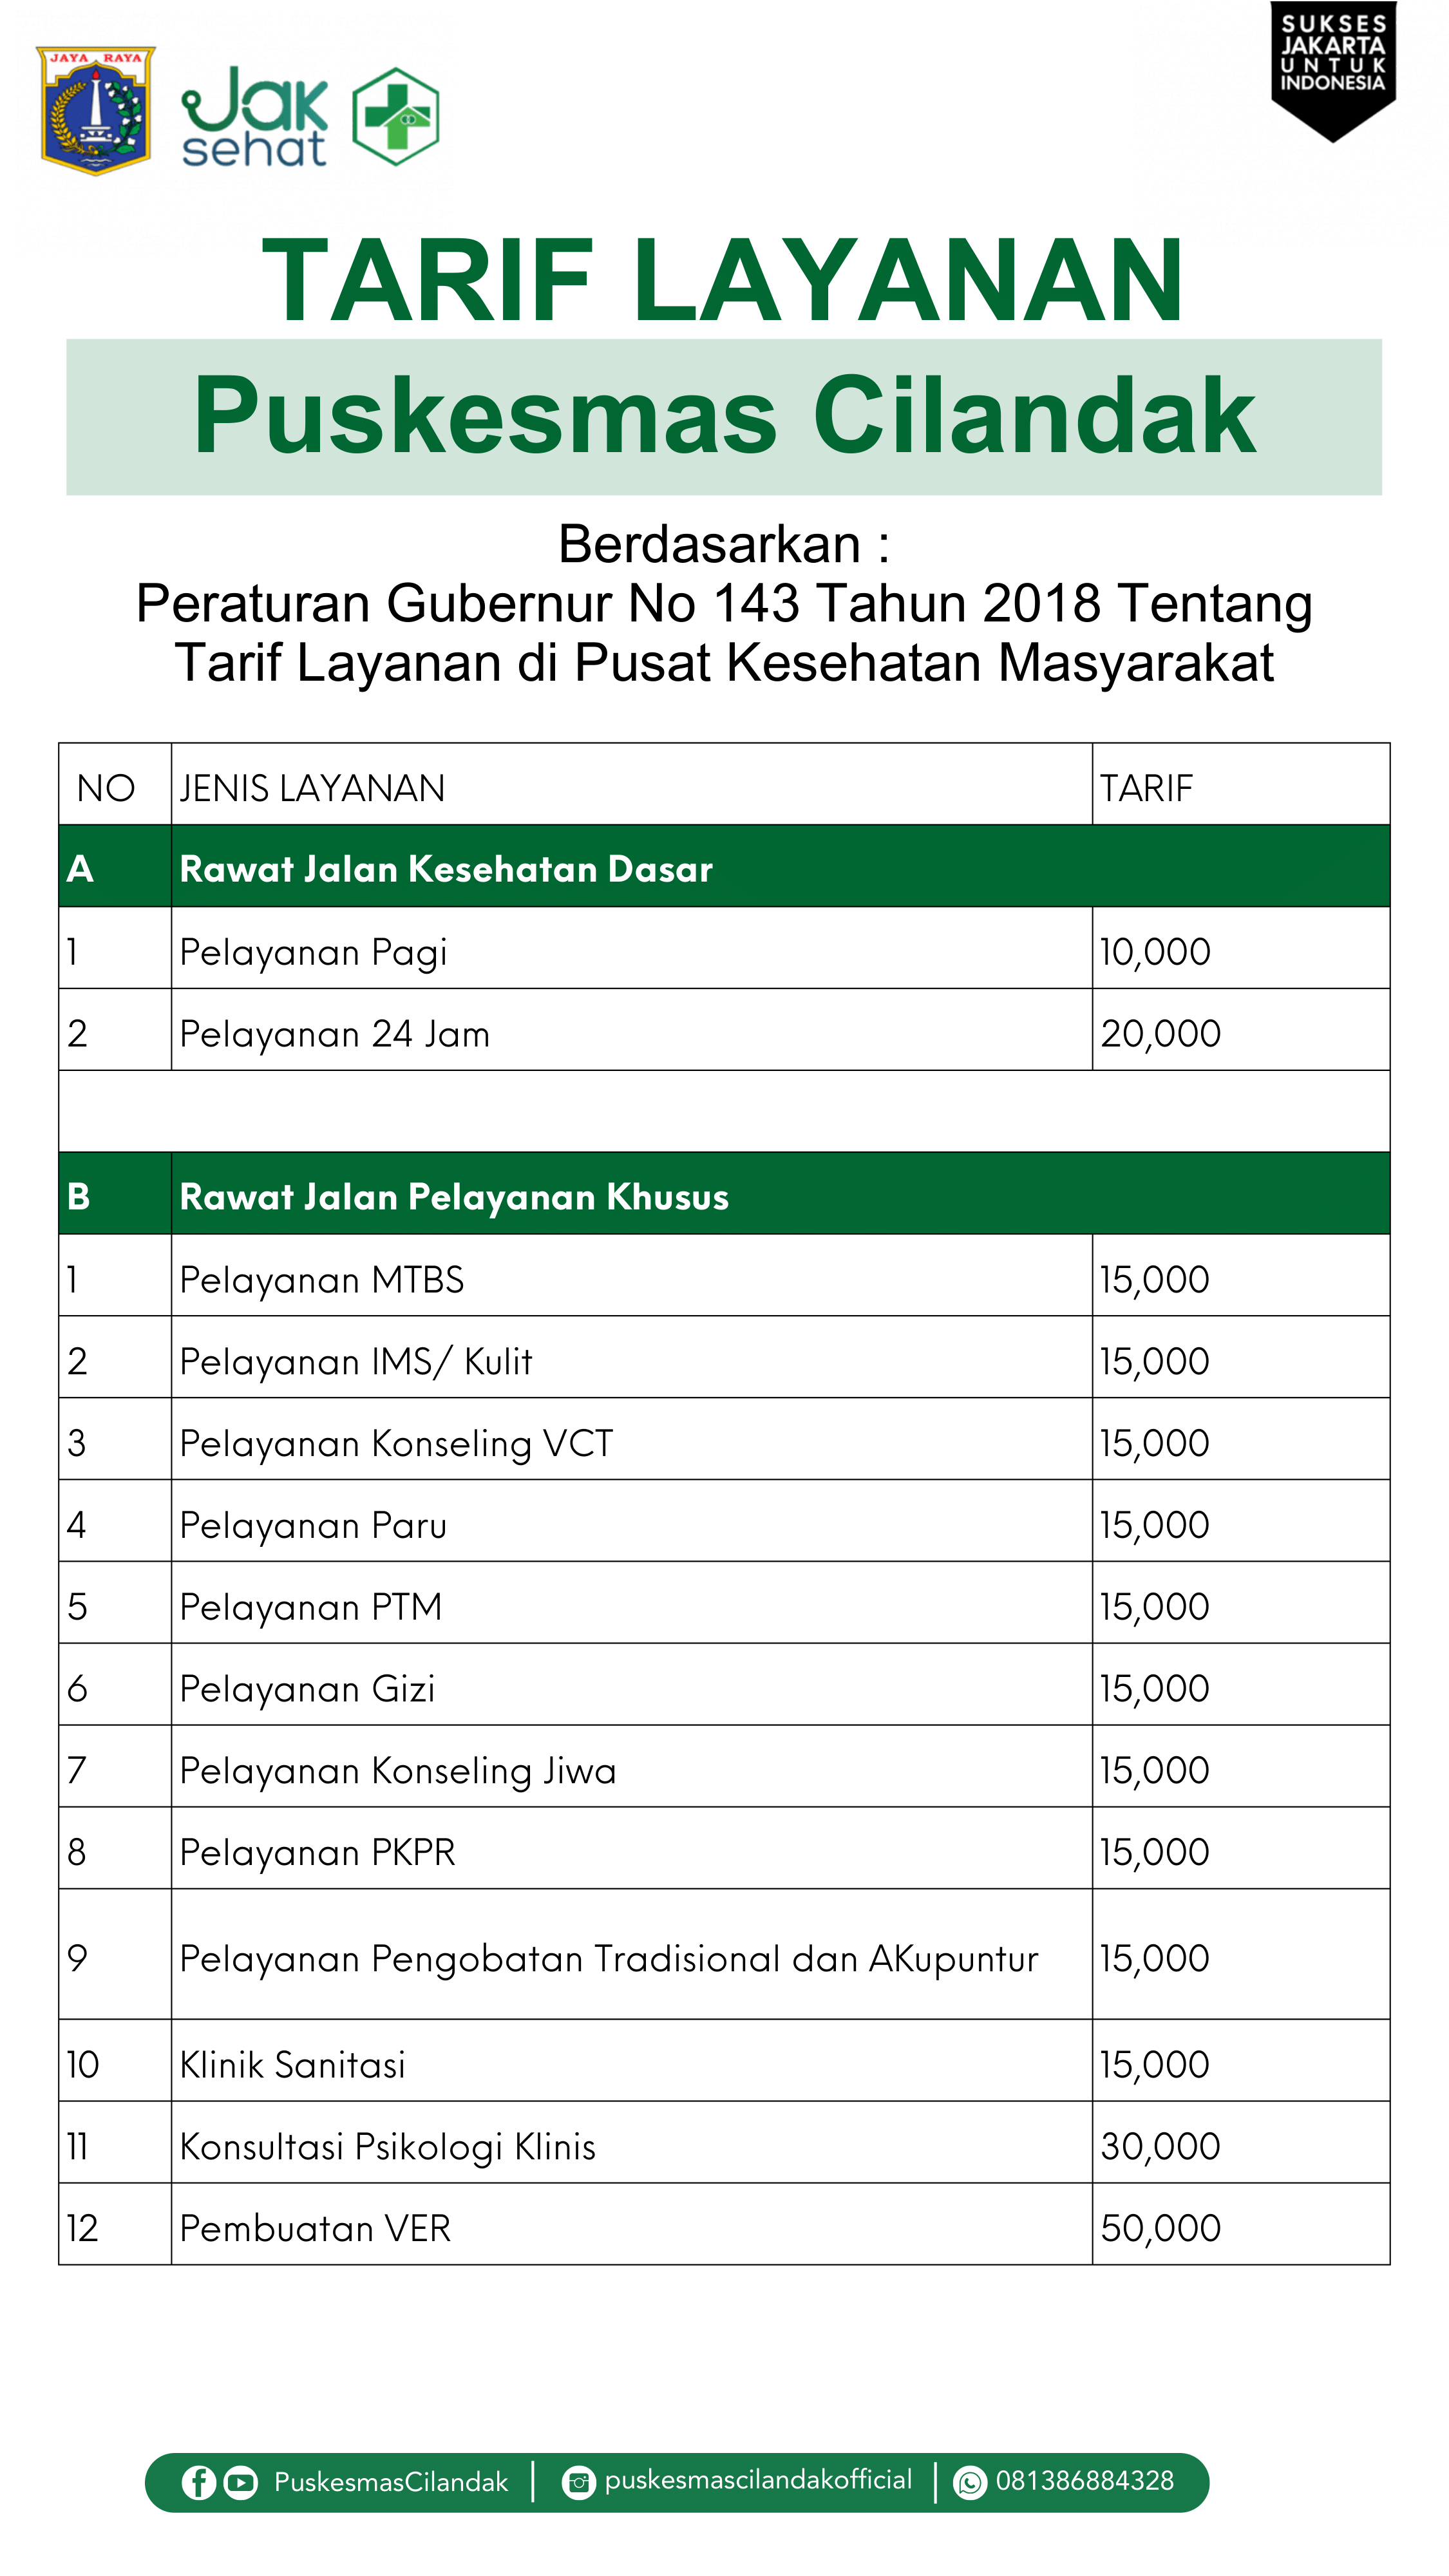 JAYA RAYA
Jak
sehat
SUKSES
JAKARTA
UNTUK
INDONESIA
TARIF LAYANAN
Puskesmas Cilandak
Berdasarkan :
Peraturan Gubernur No 143 Tahun 2018 Tentang
Tarif Layanan di Pusat Kesehatan Masyarakat
NO JENIS LAYANAN TARIF
A Rawat Jalan Kesehatan Dasar
1 Pelayanan Pagi 10,000
2 Pelayanan 24 Jam 20,000
B Rawat Jalan Pelayanan Khusus
1 Pelayanan MTBS 15,000
2 Pelayanan IMS/ Kulit 15,000
3 Pelayanan Konseling VCT 15,000
4 Pelayanan Paru 15,000
5 Pelayanan PTM 15,000
6 Pelayanan Gizi 15,000
7 Pelayanan Konseling Jiwa 15,000
8 Pelayanan PKPR 15,000
9 Pelayanan Pengobatan Tradisional dan AKupuntur 15,000
10 Klinik Sanitasi 15,000
11 Konsultasi Psikologi Klinis 30,000
12 Pembuatan VER 50,000
PuskesmasCilandak | puskesmascilandakofficial | 081386884328